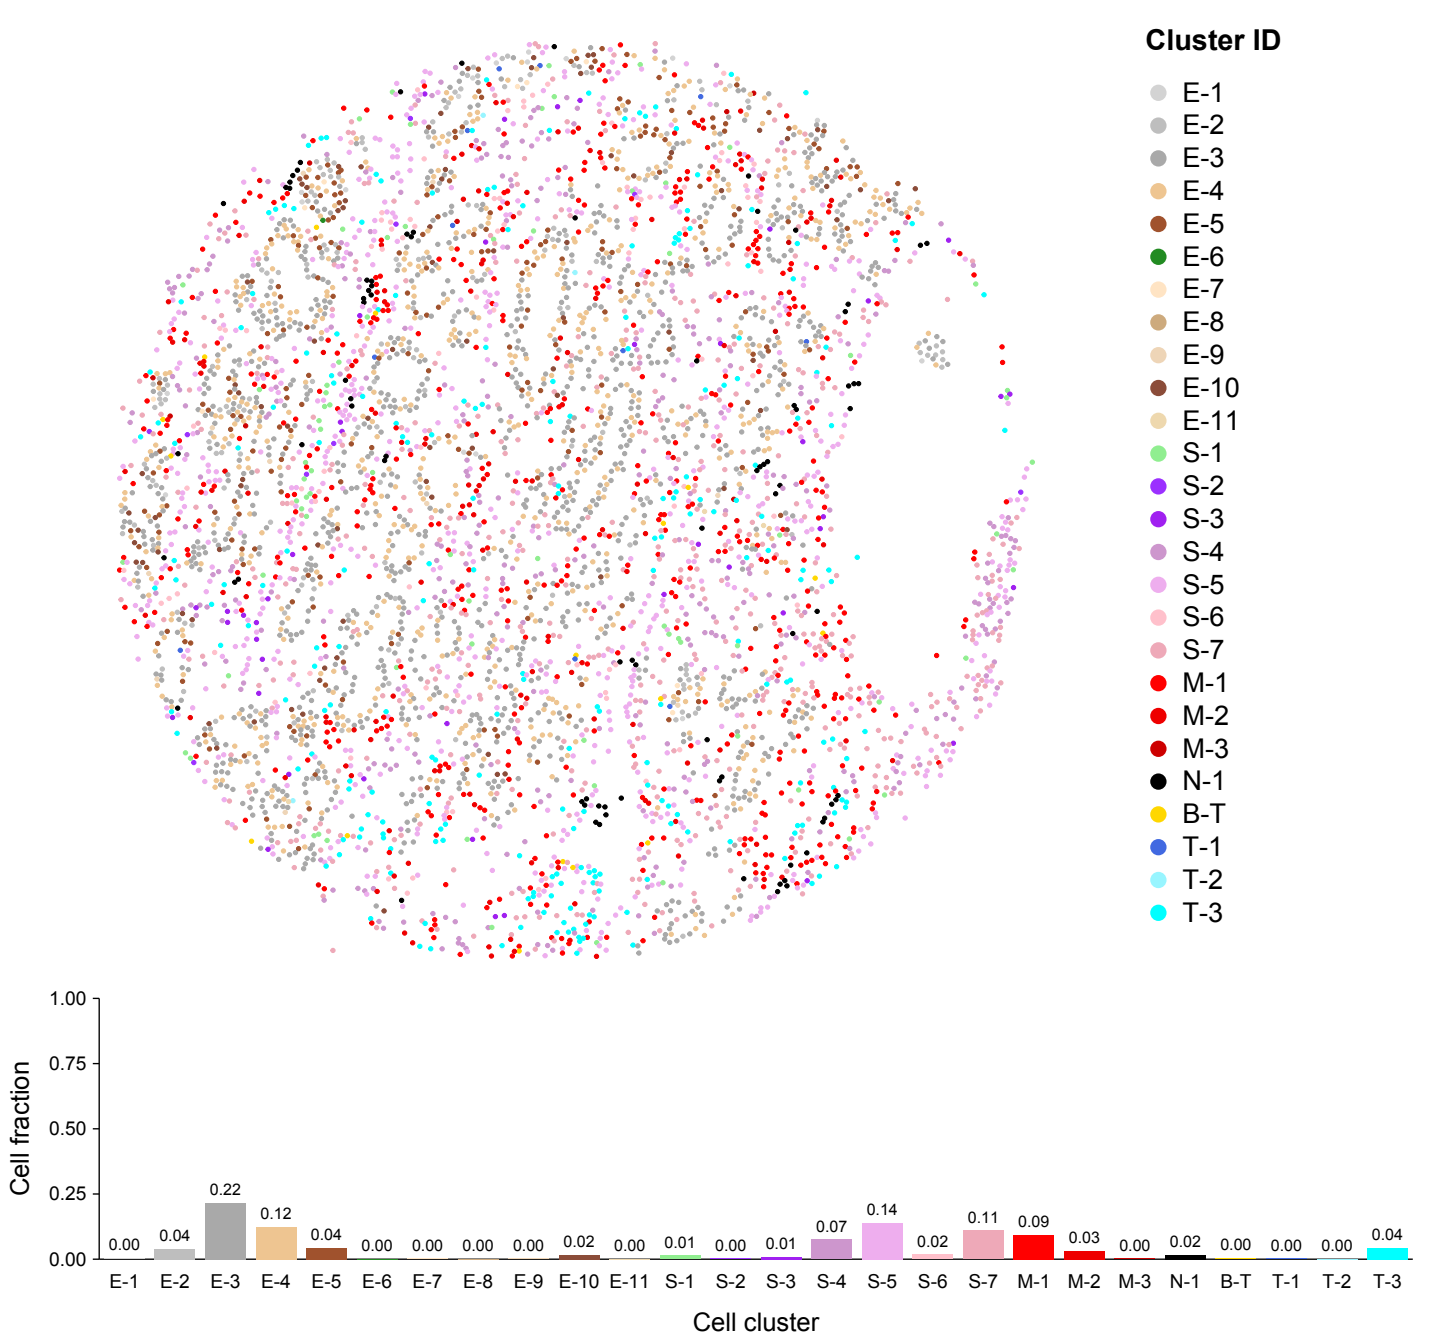 Cluster ID
E-1
E-2
E-3
E-4
E-5
E-6
E-7
E-8
E-9
E-10
E-11
S-1
S-2
S-3
S-4
S-5
S-6
S-7
M-1
M-2
M-3
N-1
B-T
T-1
T-2
T-3
1.00
0.75
0.50
0.25
0.00
Cell fraction
0.00 0.04 0.22 0.12 0.04 0.00 0.00 0.00 0.00 0.02 0.00 0.01 0.00 0.01 0.07 0.14 0.02 0.11 0.09 0.03 0.00 0.02 0.00 0.00 0.00 0.04
E-1 E-2 E-3 E-4 E-5 E-6 E-7 E-8 E-9 E-10 E-11 S-1 S-2 S-3 S-4 S-5 S-6 S-7 M-1 M-2 M-3 N-1 B-T T-1 T-2 T-3
Cell cluster